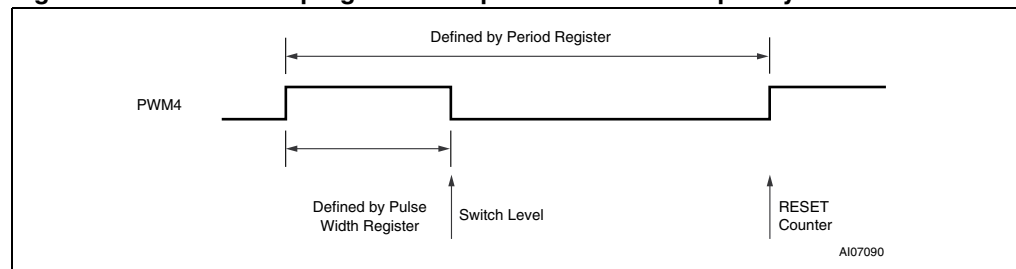 Defined by Period Register
PWM4
Defined by Pulse
Width Register
Switch Level
RESET
Counter
AI07090